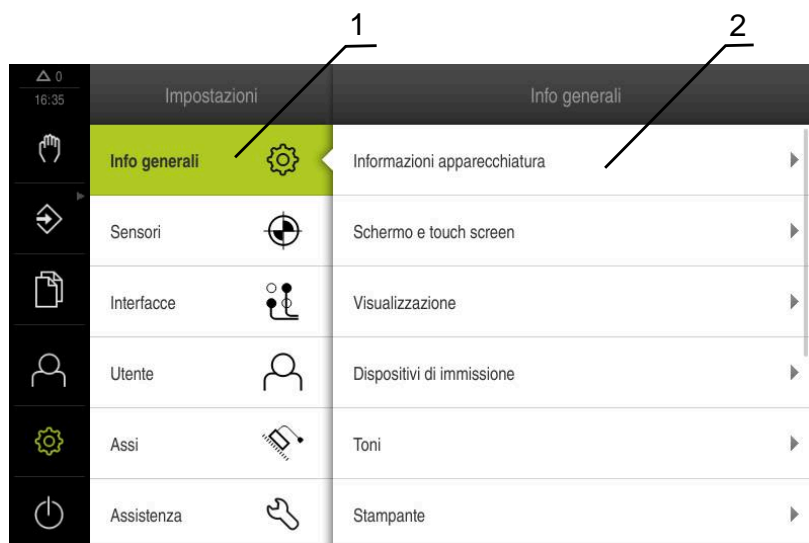 1
2
0
16:35
Impostazioni
Info generali
Info generali
Informazioni apparecchiatura
Sensori
Schermo e touch screen
Interfacce
Visualizzazione
Utente
Dispositivi di immissione
Assi
Toni
Assistenza
Stampante